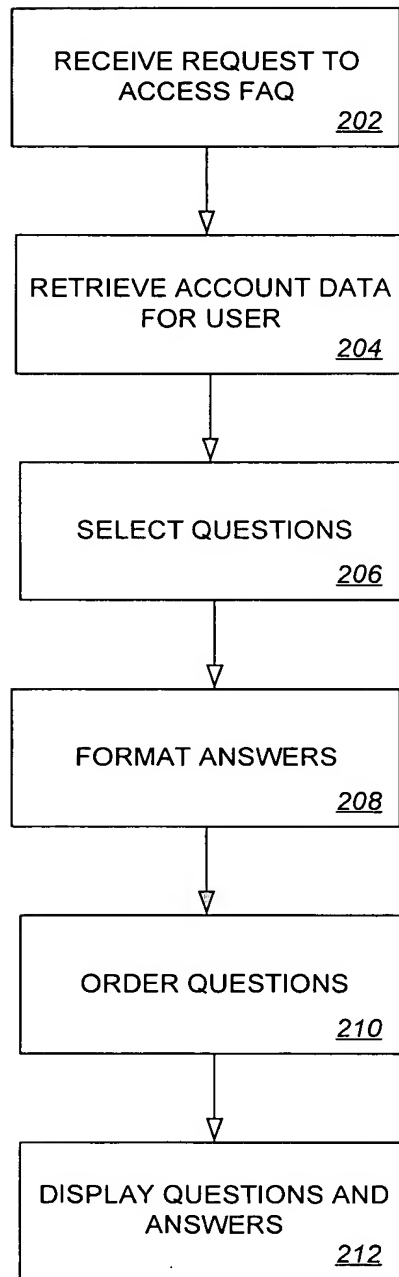 RECEIVE REQUEST TO
ACCESS FAQ
202
RETRIEVE ACCOUNT DATA
FOR USER
204
SELECT QUESTIONS
206
FORMAT ANSWERS
208
ORDER QUESTIONS
210
DISPLAY QUESTIONS AND
ANSWERS
212